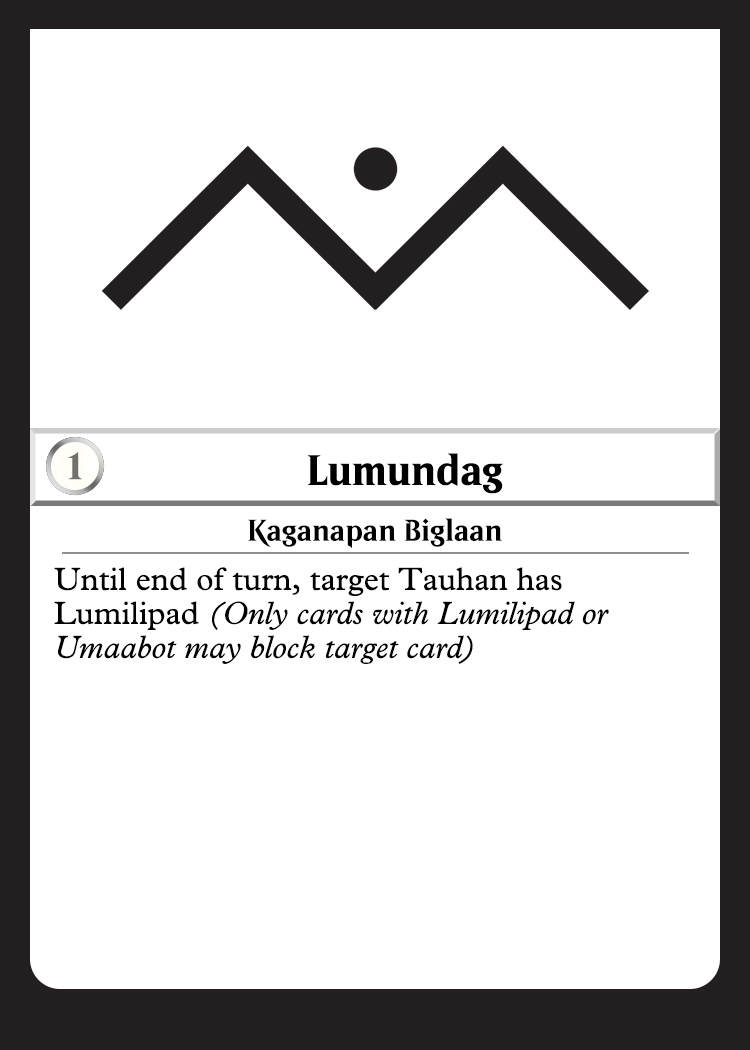 1
Lumundag
Kaganapan Biglaan
Until end of turn, target Tauhan has
Lumilipad (Only cards with Lumilipad or
Umaabot may block target card)